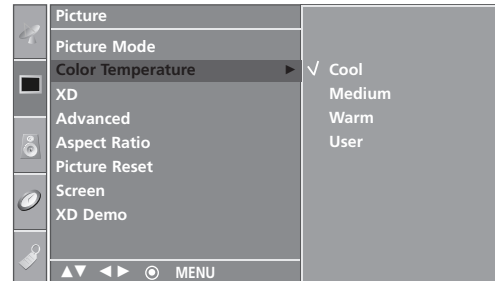 Picture
Picture Mode
Color Temperature ►
XD
Advanced
Aspect Ratio
Picture Reset
Screen
XD Demo
√ Cool
Medium
Warm
User
▲▼ ◄► ⊙ MENU